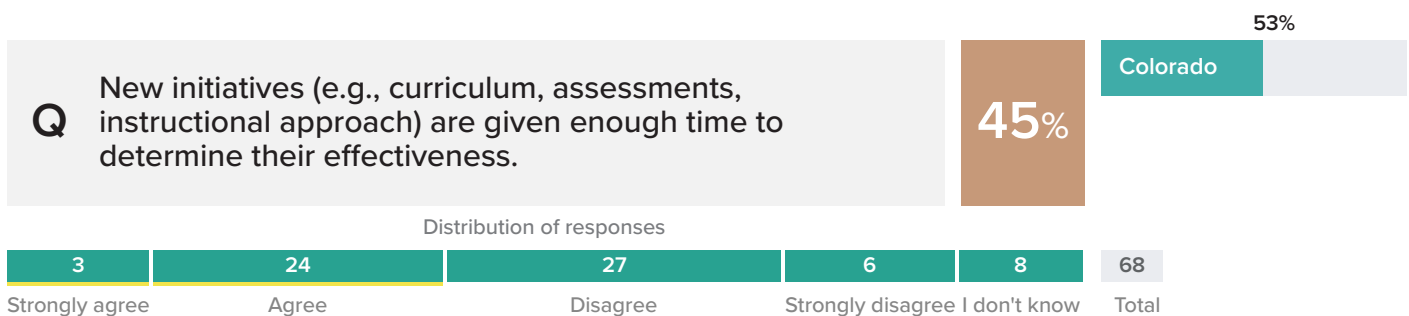 53%
Q
New initiatives (e.g., curriculum, assessments,
instructional approach) are given enough time to
determine their effectiveness.
45%
Colorado
Distribution of responses
3 24 27 6 8 68
Strongly agree Agree Disagree Strongly disagree I don't know Total